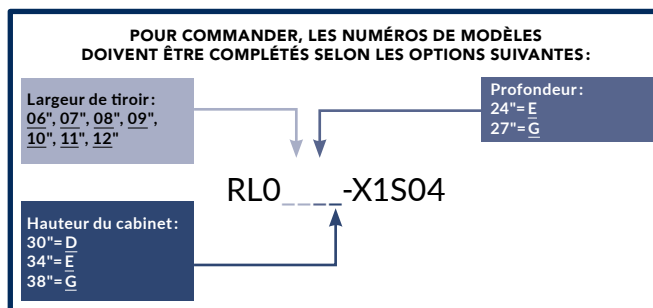 POUR COMMANDER, LES NUMÉROS DE MODÈLES
DOIVENT ÊTRE COMPLÉTÉS SELON LES OPTIONS SUIVANTES:
Largeur de tiroir:
06", 07", 08", 09",
10", 11", 12"
Profondeur:
24"= E
27"= G
RL0_ _ _ _-X1S04
Hauteur du cabinet:
30"= D
34"= E
38"= G